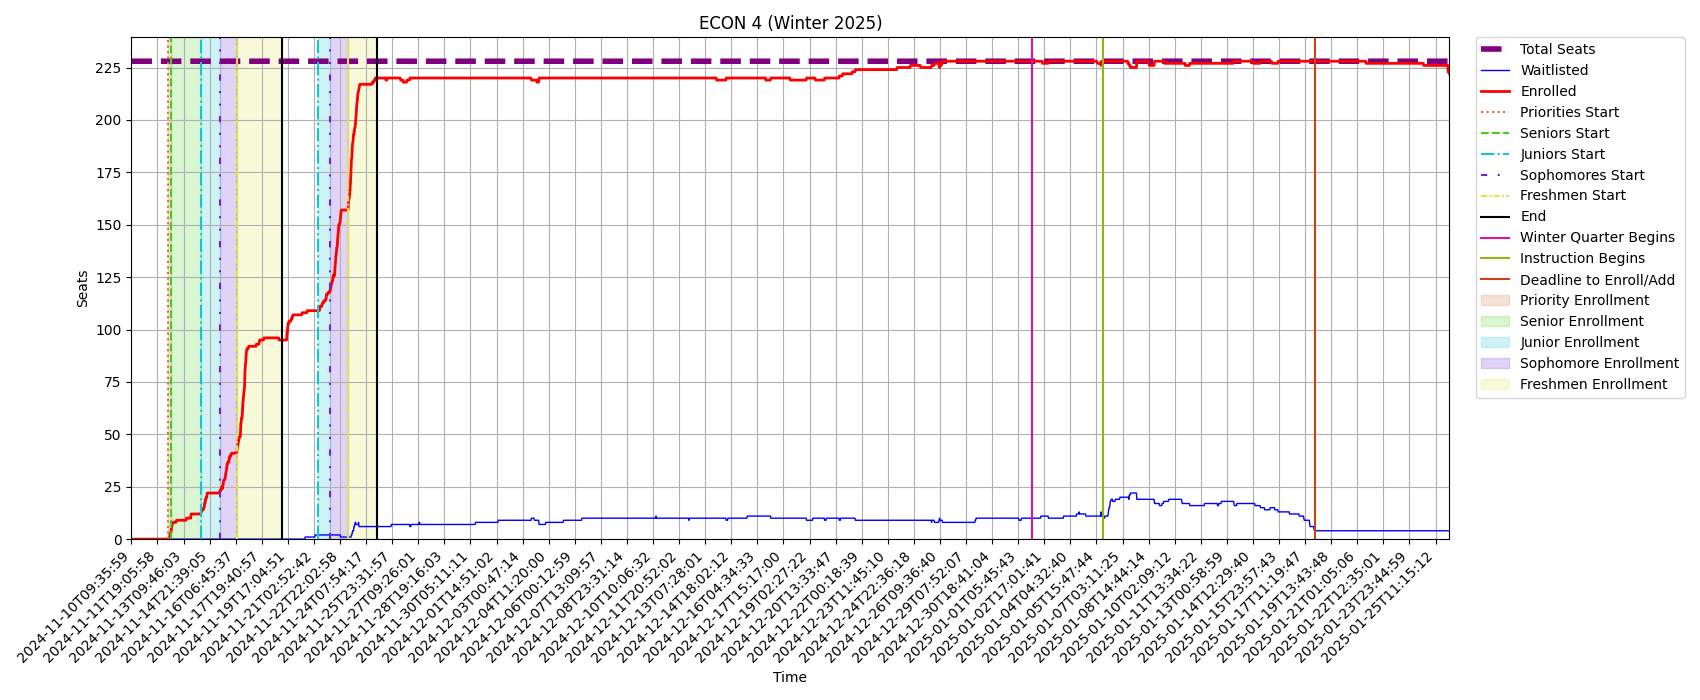 ECON 4 (Winter 2025)
Seats
225
200
175
150
125
100
75
50
25
0
2024-11-10T09:35:59
2024-11-11T19:05:58
2024-11-13T09:46:03
2024-11-14T21:39:05
2024-11-16T06:45:37
2024-11-17T19:40:57
2024-11-19T17:04:51
2024-11-21T02:52:42
2024-11-22T22:02:58
2024-11-24T07:54:17
2024-11-25T23:31:57
2024-11-27T09:26:01
2024-11-28T19:16:03
2024-11-30T05:11:11
2024-12-01T14:51:02
2024-12-03T00:47:14
2024-12-04T11:20:00
2024-12-06T00:12:59
2024-12-07T13:09:57
2024-12-08T23:31:14
2024-12-10T10:06:32
2024-12-11T20:52:02
2024-12-13T07:28:01
2024-12-14T18:02:12
2024-12-16T04:34:33
2024-12-17T15:17:00
2024-12-19T02:27:22
2024-12-20T13:33:47
2024-12-22T00:18:39
2024-12-23T11:45:10
2024-12-24T22:36:18
2024-12-26T09:36:40
2024-12-29T07:52:07
2024-12-30T18:41:04
2025-01-01T05:45:43
2025-01-02T17:01:41
2025-01-04T04:32:40
2025-01-05T15:47:44
2025-01-07T03:11:25
2025-01-08T14:44:14
2025-01-10T02:09:12
2025-01-11T13:34:22
2025-01-13T00:58:59
2025-01-14T12:29:40
2025-01-15T23:57:43
2025-01-17T11:19:47
2025-01-19T13:43:48
2025-01-21T01:05:06
2025-01-22T12:35:01
2025-01-23T23:44:59
2025-01-25T11:15:12
Time
Total Seats
Waitlisted
Enrolled
Priorities Start
Seniors Start
Juniors Start
Sophomores Start
Freshmen Start
End
Winter Quarter Begins
Instruction Begins
Deadline to Enroll/Add
Priority Enrollment
Senior Enrollment
Junior Enrollment
Sophomore Enrollment
Freshmen Enrollment